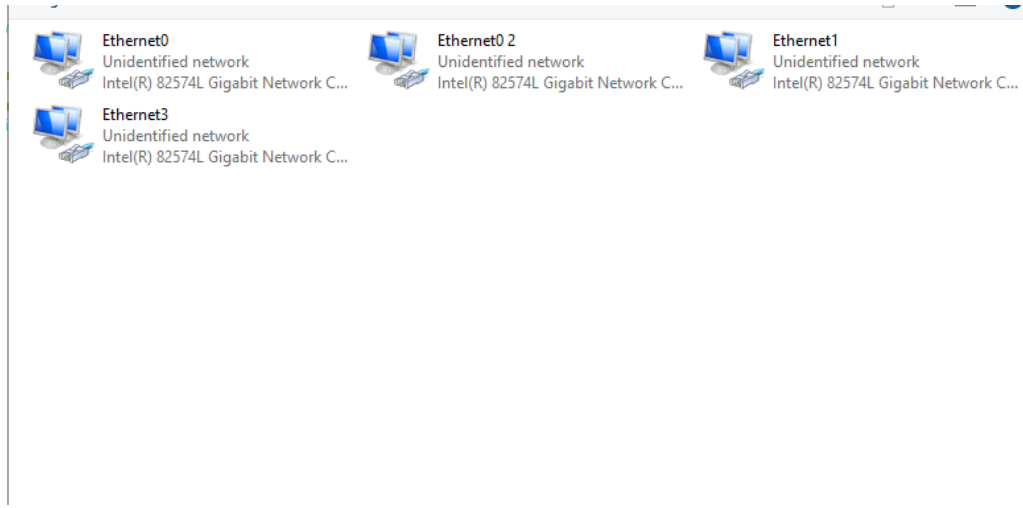 Ethernet0
Unidentified network
Intel(R) 82574L Gigabit Network C...
Ethernet0 2
Unidentified network
Intel(R) 82574L Gigabit Network C...
Ethernet1
Unidentified network
Intel(R) 82574L Gigabit Network C...
Ethernet3
Unidentified network
Intel(R) 82574L Gigabit Network C...